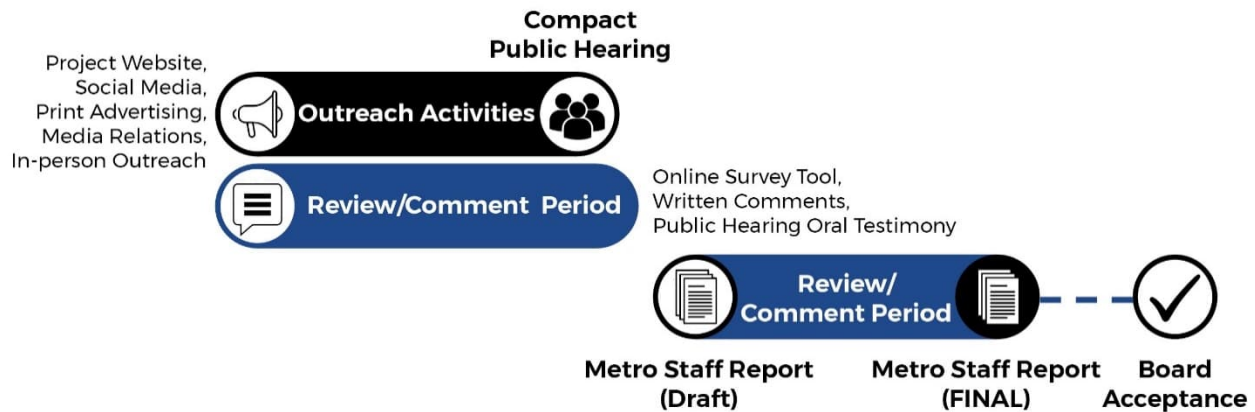 Compact
Public Hearing
Project Website,
Social Media,
Print Advertising,
Media Relations,
In-person Outreach
Outreach Activities
Review/Comment Period
Online Survey Tool,
Written Comments,
Public Hearing Oral Testimony
Review/
Comment Period
Metro Staff Report
(Draft)
Metro Staff Report
(FINAL)
Board
Acceptance